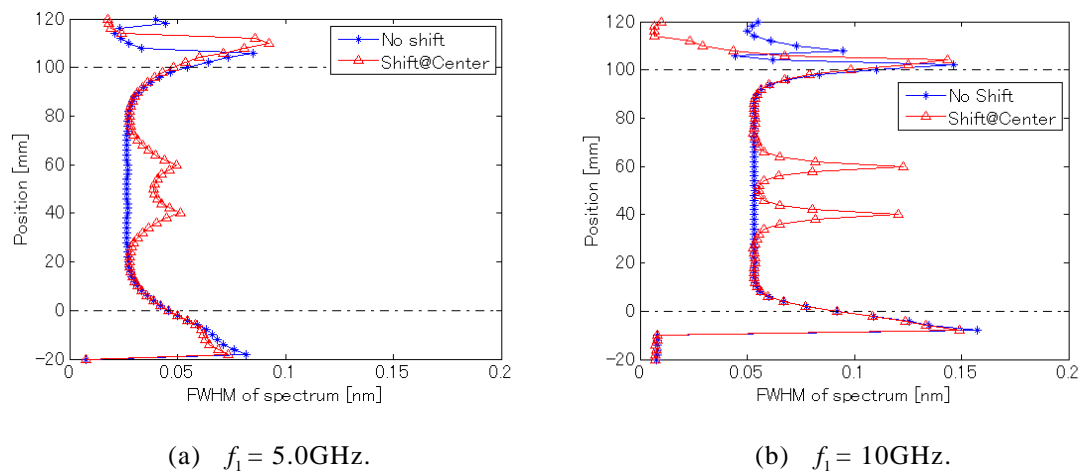 120
100
80
60
40
20
0
−20
Position [mm]
0
0.05
0.1
0.15
0.2
FWHM of spectrum [nm]
No shift
Shift@Center
(a) f1 = 5.0GHz.
120
100
80
60
40
20
0
−20
Position [mm]
0
0.05
0.1
0.15
0.2
FWHM of spectrum [nm]
No Shift
Shift@Center
(b) f1 = 10GHz.